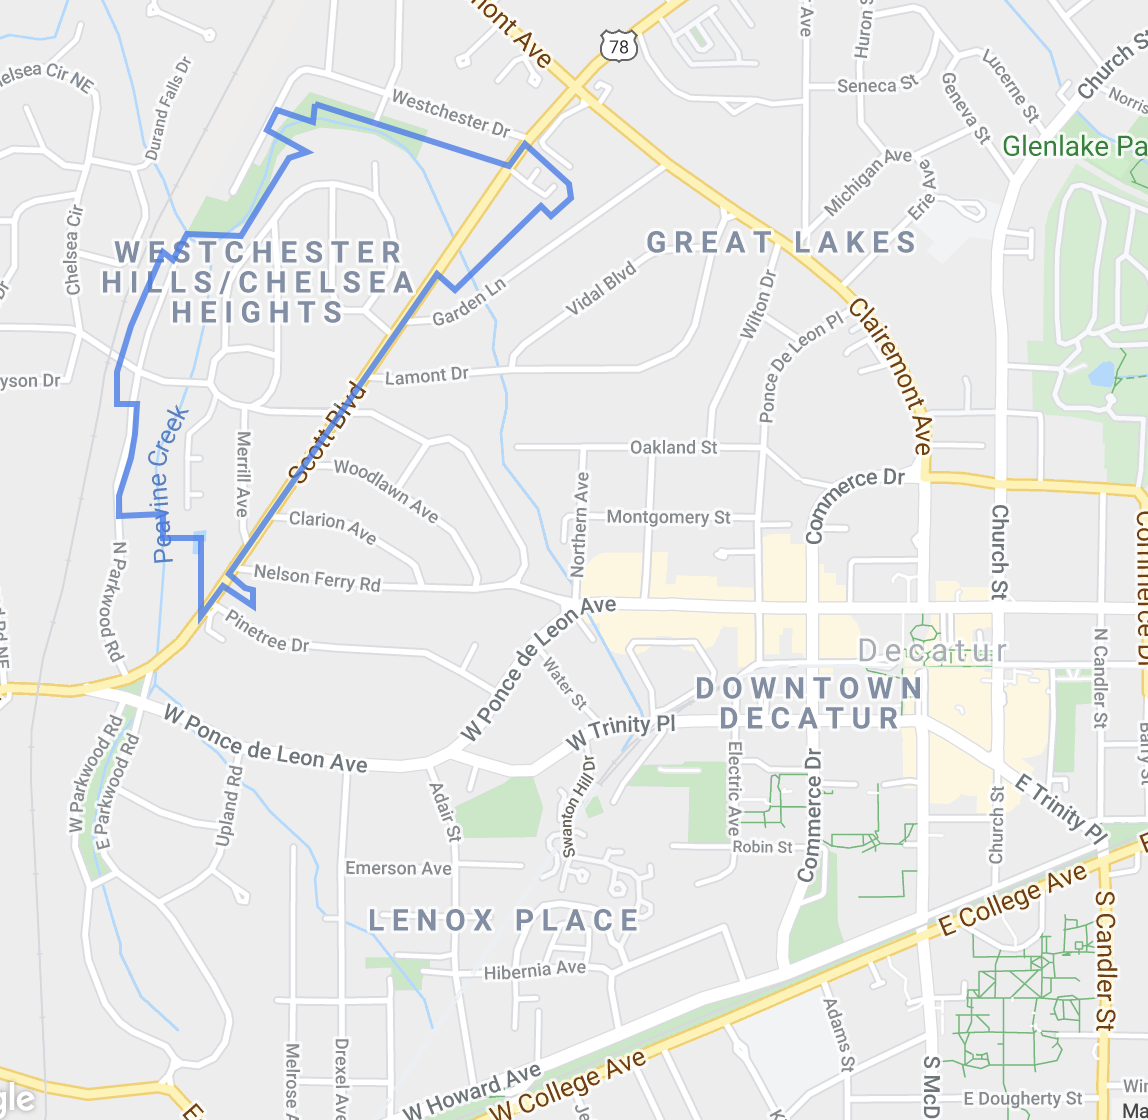 mont Ave
78
Huron S
Ave
Seneca St
Lucerne St
Geneva St
Church St
Norris
elsea Cir NE
Durand Falls Dr
Westchester Dr
Glenlake Pa
Michigan Ave
Erie Ave
Chelsea Cir
WESTCHESTER
HILLS/CHELSEA
HEIGHTS
GREAT LAKES
Garden Ln
Vidal Blvd
Wilton Dr
Ponce De Leon Pl
Clairemont Ave
Dr
yson Dr
Lamont Dr
Scott Blvd
Peavine Creek
Merrill Ave
Oakland St
Woodlawn Ave
Commerce Dr
Northern Ave
Montgomery St
Clarion Ave
Church St
Commerce Dr
N Parkwood Rd
Nelson Ferry Rd
d Rd NE
Pinetree Dr
W Ponce de Leon Ave
Decatur
N Candler St
Water St
DOWNTOWN
DECATUR
W Ponce de Leon Ave
W Trinity Pl
W Parkwood Rd
E Parkwood Rd
Upland Rd
Adair St
Swanton Hill Dr
Electric Ave
Commerce Dr
Church St
E Trinity Pl
Barry St
Robin St
Emerson Ave
E College Ave
E
LENOX PLACE
S Candler St
Hibernia Ave
Adams St
Melrose A
Drexel Ave
W Howard Ave
W College Ave
S McD
E Dougherty St
Win
Ma
gle
E
Je
K